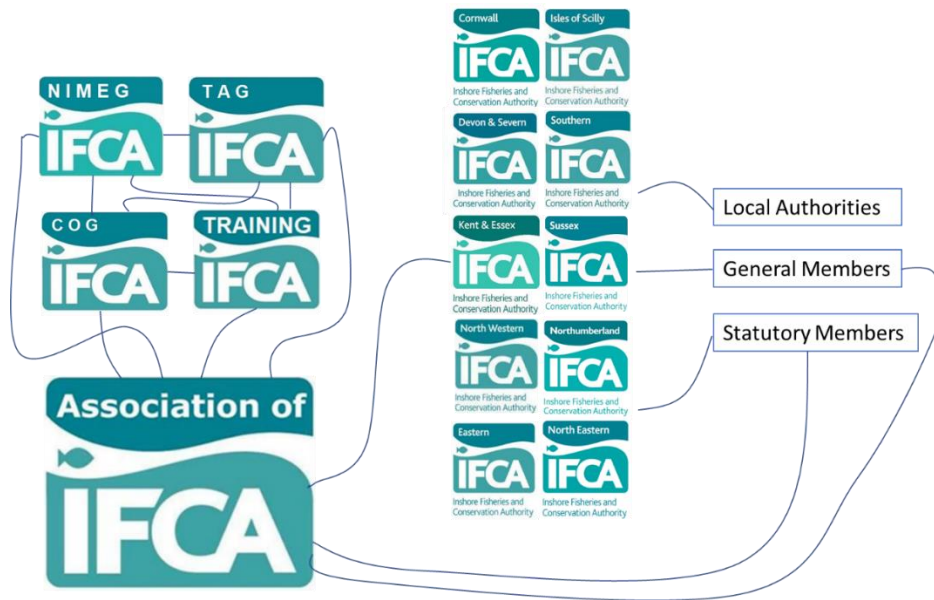 NIMEG
IFCA
TAG
IFCA
COG
IFCA
TRAINING
IFCA
Association of
IFCA
Cornwall
IFCA
Inshore Fisheries and
Conservation Authority
Isles of Scilly
IFCA
Inshore Fisheries and
Conservation Authority
Devon & Severn
IFCA
Inshore Fisheries and
Conservation Authority
Southern
IFCA
Inshore Fisheries and
Conservation Authority
Kent & Essex
IFCA
Inshore Fisheries and
Conservation Authority
Sussex
IFCA
Inshore Fisheries and
Conservation Authority
North Western
IFCA
Inshore Fisheries and
Conservation Authority
Northumberland
IFCA
Inshore Fisheries and
Conservation Authority
Eastern
IFCA
Inshore Fisheries and
Conservation Authority
North Eastern
IFCA
Inshore Fisheries and
Conservation Authority
Local Authorities
General Members
Statutory Members